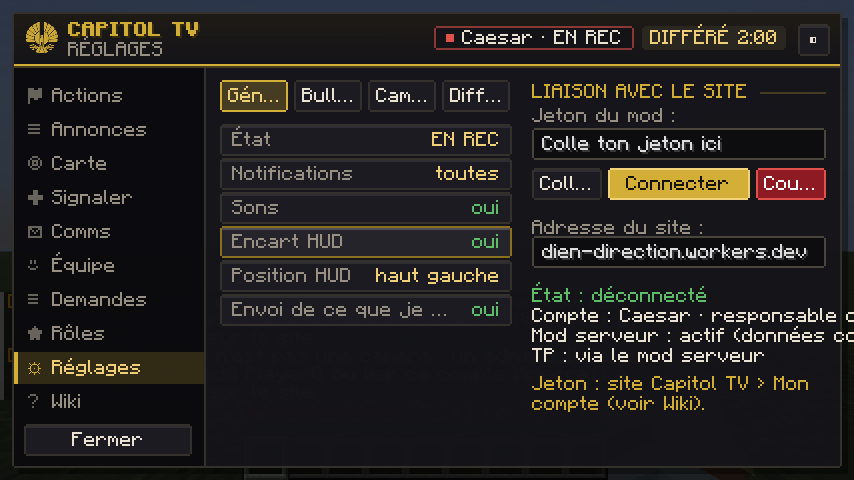 CAPITOL TV
RÉGLAGES
Caesar · EN REC
DIFFÉRÉ 2:00
Actions
Annonces
Carte
Signaler
Comms
Équipe
Demandes
Rôles
Réglages
? Wiki
Fermer
Gén...
Bull...
Cam...
Diff...
État EN REC
Notifications toutes
Sons oui
Encart HUD oui
Position HUD haut gauche
Envoi de ce que je ... oui
LIAISON AVEC LE SITE
Jeton du mod :
Colle ton jeton ici
Coll...
Connecter
Cou...
Adresse du site :
dien-direction.workers.dev
État : déconnecté
Compte : Caesar · responsable
Mod serveur : actif (données co
TP : via le mod serveur
Jeton : site Capitol TV > Mon
compte (voir Wiki).